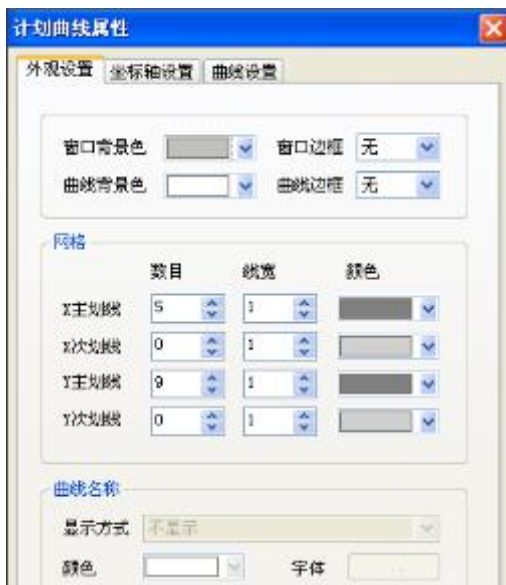 计划曲线属性
外观设置 坐标轴设置 曲线设置
窗口背景色 窗口边框 无
曲线背景色 曲线边框 无
网格
数目 线宽 颜色
X主划线 5 1
X次划线 0 1
Y主划线 9 1
Y次划线 0 1
曲线名称
显示方式 不显示
颜色 字体